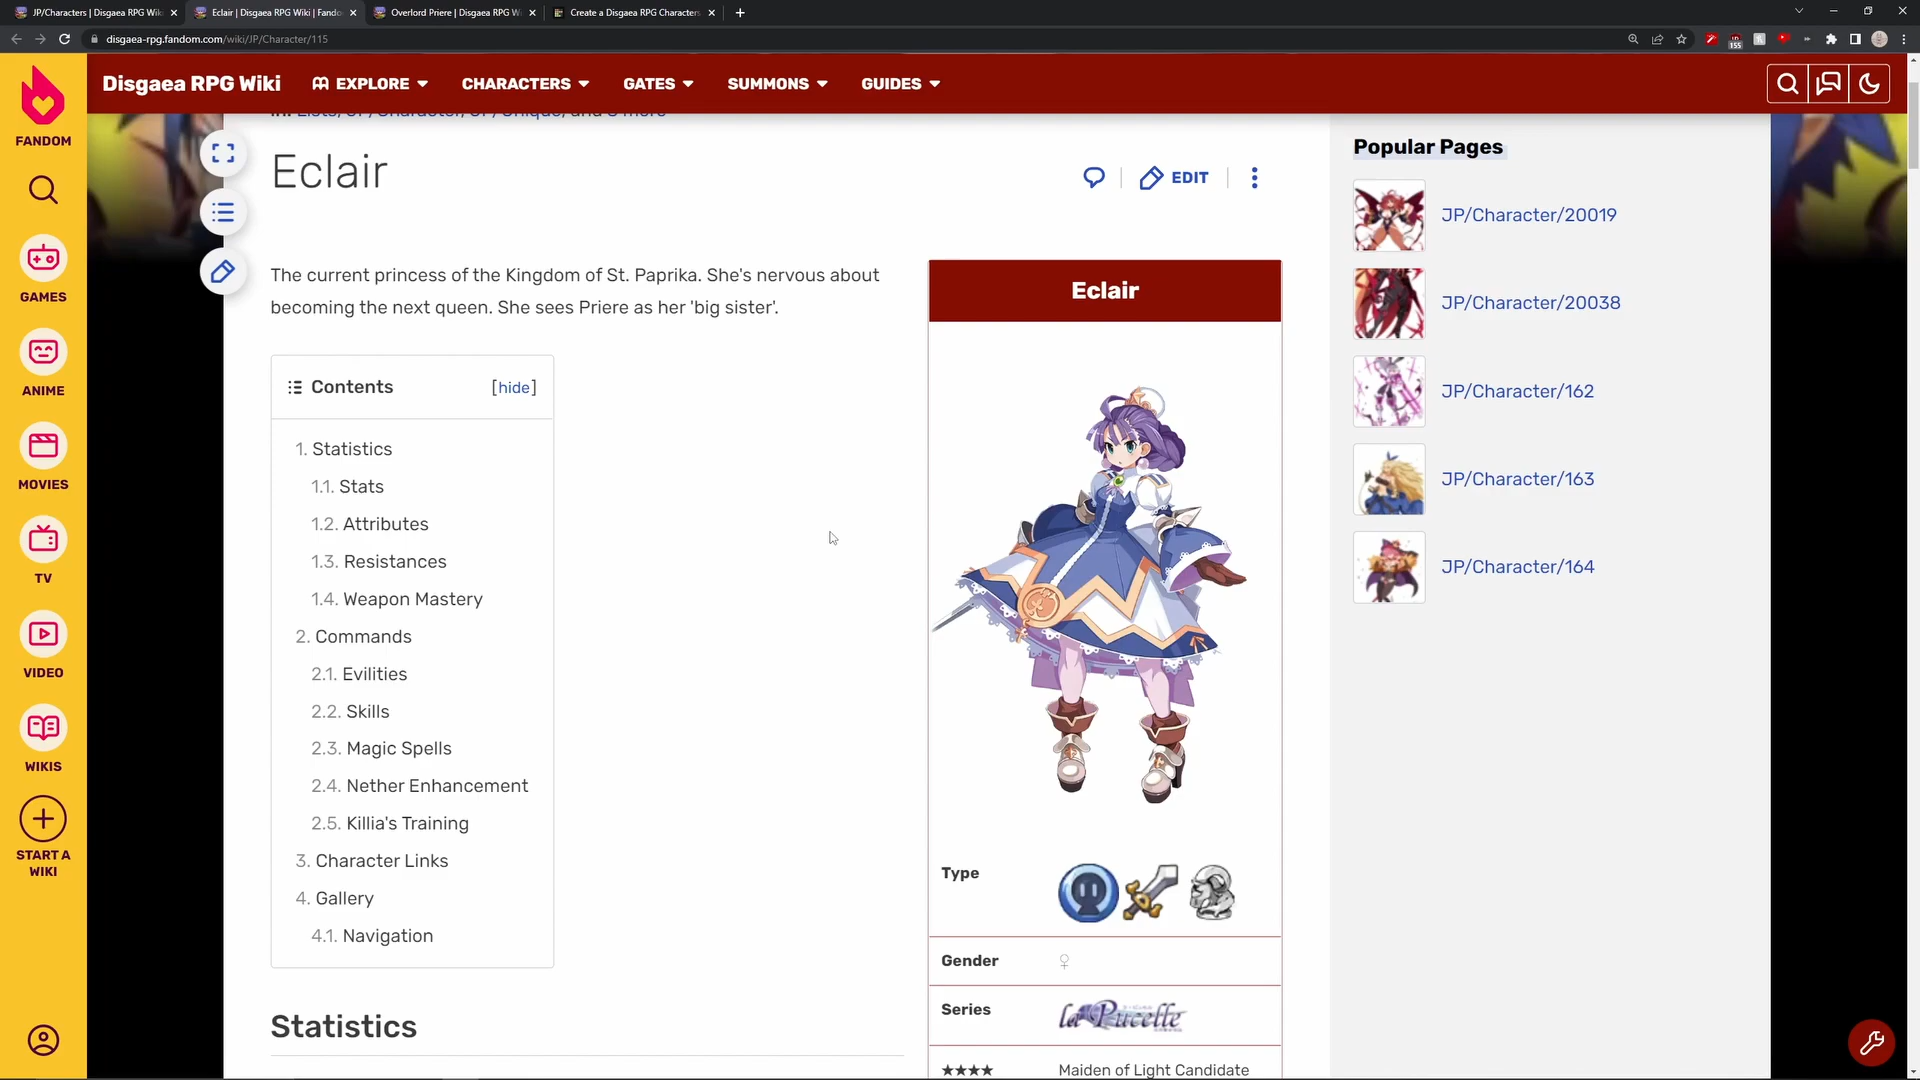 JP/Characters | Disgaea RPG Wiki
Eclair | Disgaea RPG Wiki | Fando
Overlord Priere | Disgaea RPG W
Create a Disgaea RPG Characters
disgaea-rpg.fandom.com/wiki/JP/Character/115
155
Disgaea RPG Wiki
EXPLORE
CHARACTERS
GATES
SUMMONS
GUIDES
FANDOM
GAMES
ANIME
MOVIES
TV
VIDEO
WIKIS
START A
WIKI
Eclair
EDIT
The current princess of the Kingdom of St. Paprika. She's nervous about
becoming the next queen. She sees Priere as her 'big sister'.
Contents [hide]
1. Statistics
1.1. Stats
1.2. Attributes
1.3. Resistances
1.4. Weapon Mastery
2. Commands
2.1. Evilities
2.2. Skills
2.3. Magic Spells
2.4. Nether Enhancement
2.5. Killia's Training
3. Character Links
4. Gallery
4.1. Navigation
Statistics
Eclair
Type
Gender ♀
Series la Pucelle
★★★★ Maiden of Light Candidate
Popular Pages
JP/Character/20019
JP/Character/20038
JP/Character/162
JP/Character/163
JP/Character/164